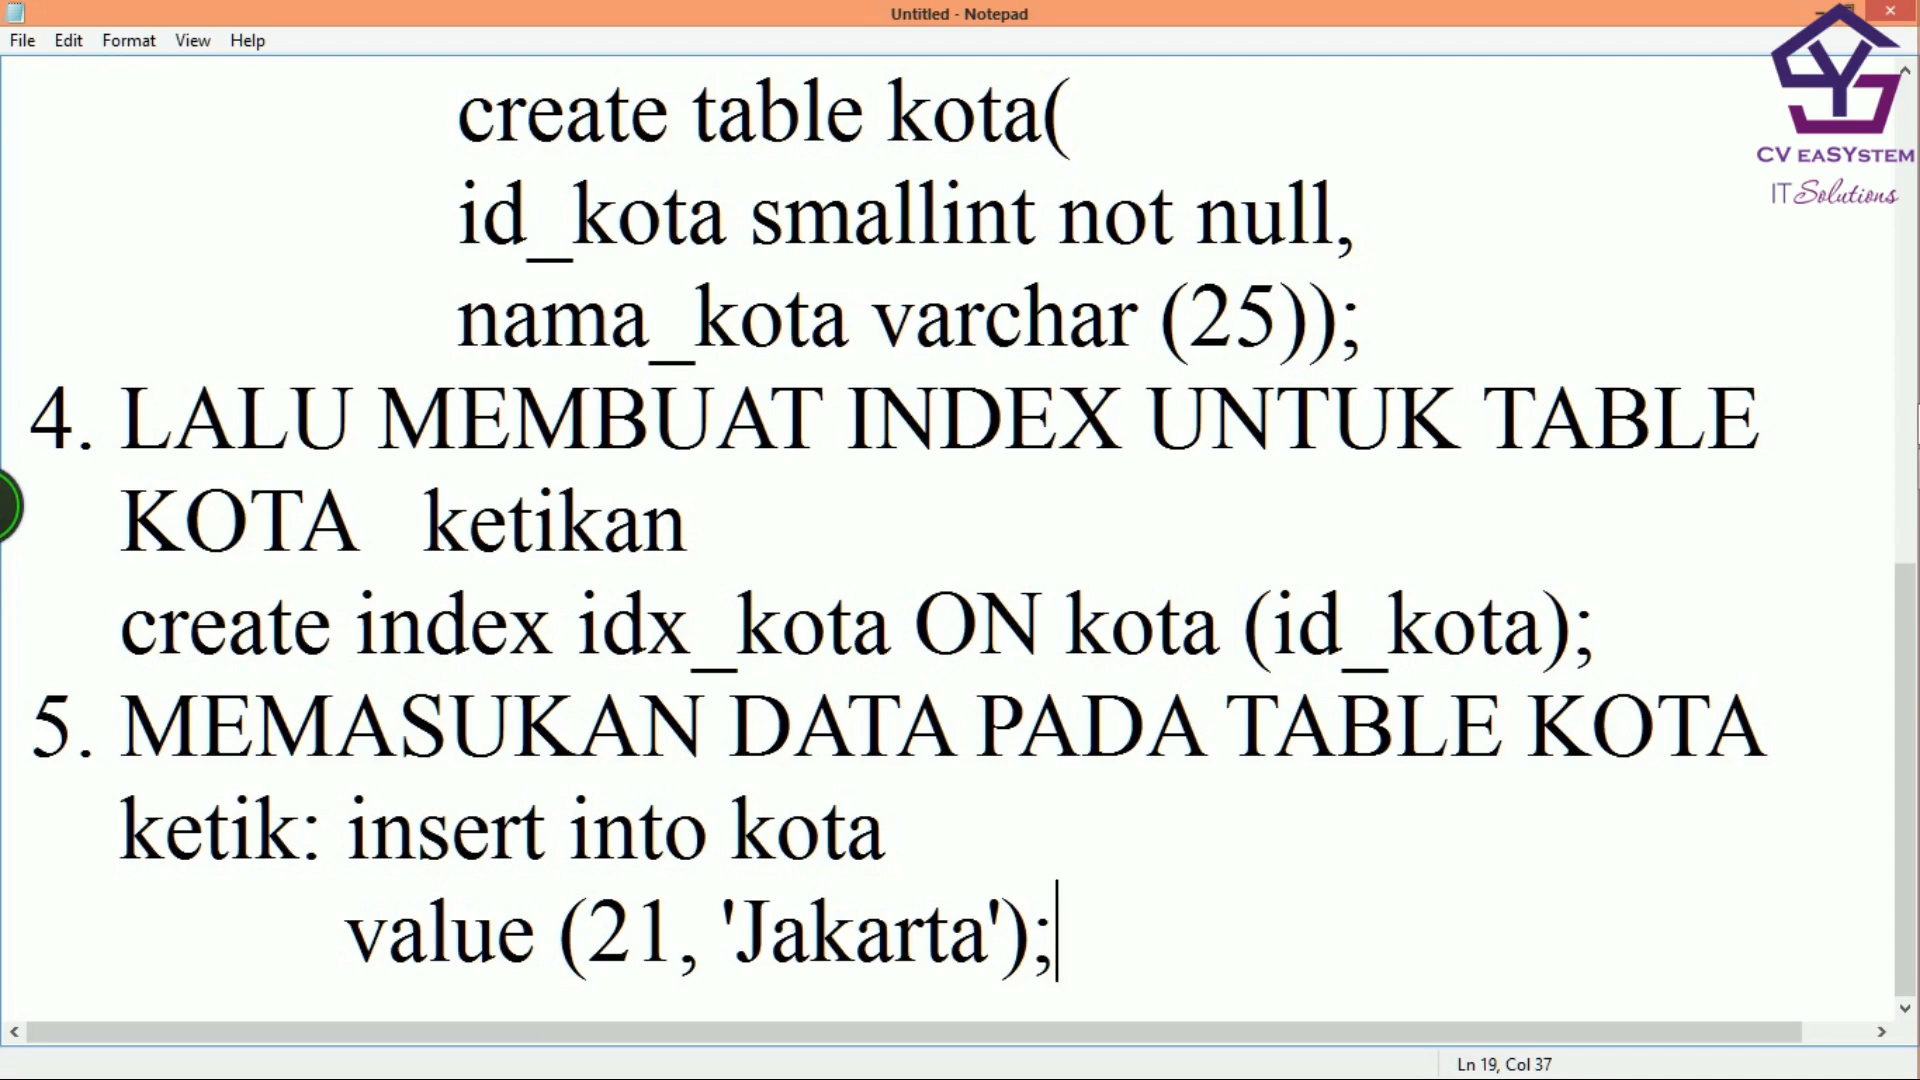 Untitled - Notepad
File Edit Format View Help
CV EASYSTEM
IT Solutions
create table kota(
id_kota smallint not null,
nama_kota varchar (25));
4. LALU MEMBUAT INDEX UNTUK TABLE
KOTA ketikan
create index idx_kota ON kota (id_kota);
5. MEMASUKAN DATA PADA TABLE KOTA
ketik: insert into kota
value (21, 'Jakarta');
Ln 19, Col 37